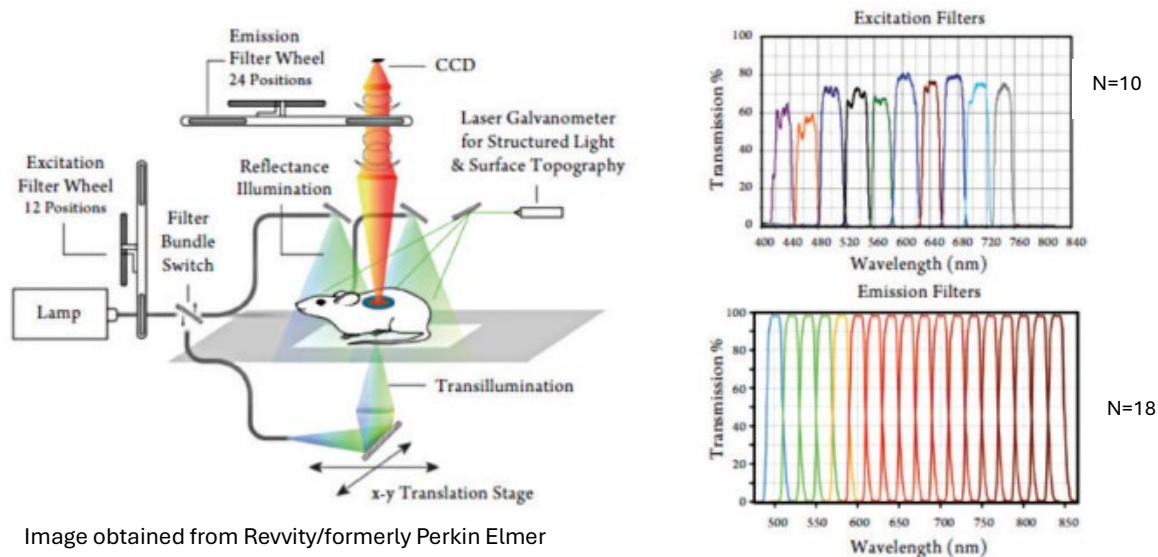 Emission
Filter Wheel
24 Positions
CCD
Laser Galvanometer
for Structured Light
& Surface Topography
Excitation
Filter Wheel
12 Positions
Reflectance
Illumination
Filter
Bundle
Switch
Lamp
Transillumination
x-y Translation Stage
Image obtained from Revvity/formerly Perkin Elmer
Excitation Filters
Transmission %
100
80
60
40
20
0
400 440 480 520 560 600 640 680 720 760 800 840
Wavelength (nm)
N=10
Emission Filters
Transmission %
100
80
60
40
20
0
500 550 600 650 700 750 800 850
Wavelength (nm)
N=18